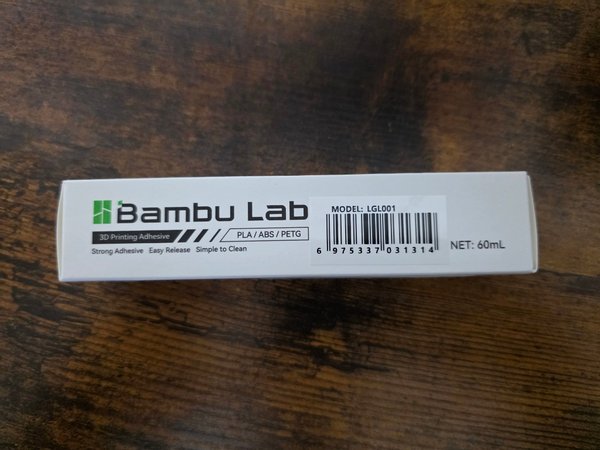 Bambu Lab
3D Printing Adhesive
PLA / ABS / PETG
Strong Adhesive Easy Release Simple to Clean
MODEL: LGL001
6 975337 031314
NET: 60mL